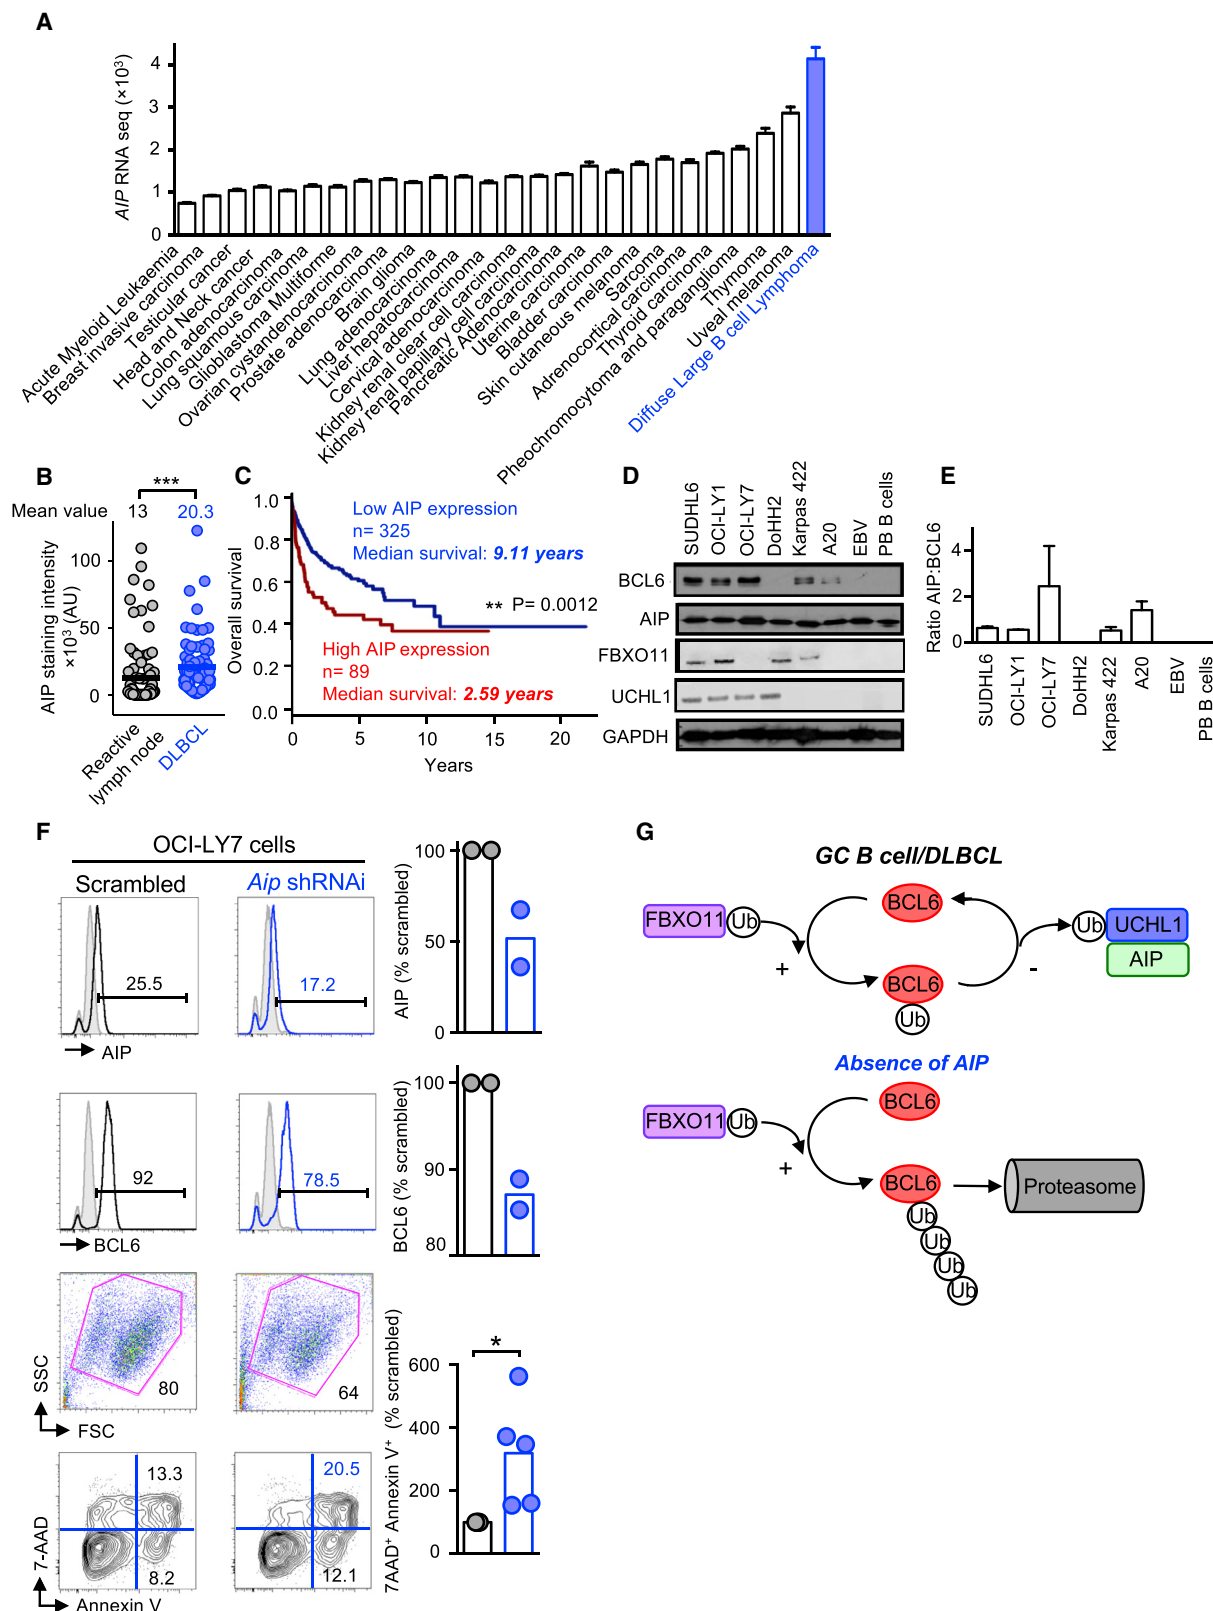 A
AIP RNA seq (×10³)
4
3
2
1
0
Acute Myeloid Leukaemia
Breast invasive carcinoma
Testicular cancer
Head and Neck cancer
Colon adenocarcinoma
Lung squamous carcinoma
Glioblastoma Multiforme
Ovarian cystandenocarcinoma
Prostate adenocarcinoma
Brain glioma
Lung adenocarcinoma
Liver hepatocarcinoma
Cervical adenocarcinoma
Kidney renal clear cell carcinoma
Kidney renal papillary cell carcinoma
Pancreatic Adenocarcinoma
Uterine carcinoma
Bladder carcinoma
Skin cutaneous melanoma
Sarcoma
Adrenocortical carcinoma
Thyroid carcinoma
Pheochromocytoma and paraganglioma
Thymoma
Uveal melanoma
Diffuse Large B cell Lymphoma
B
***
Mean value
13
20.3
AIP staining intensity
×10³ (AU)
100
50
0
Reactive
lymph node
DLBCL
C
Overall survival
1.0
0.8
0.6
0.4
0.2
0.0
Low AIP expression
n= 325
Median survival: 9.11 years
** P= 0.0012
High AIP expression
n= 89
Median survival: 2.59 years
0
5
10
15
20
Years
D
SUDHL6
OCI-LY1
OCI-LY7
DoHH2
Karpas 422
A20
EBV
PB B cells
BCL6
AIP
FBXO11
UCHL1
GAPDH
E
Ratio AIP:BCL6
4
2
0
SUDHL6
OCI-LY1
OCI-LY7
DoHH2
Karpas 422
A20
EBV
PB B cells
F
OCI-LY7 cells
Scrambled
Aip shRNAi
25.5
17.2
AIP
AIP (% scrambled)
100
50
0
92
78.5
BCL6
BCL6 (% scrambled)
100
90
80
SSC
FSC
80
64
7-AAD
Annexin V
13.3
8.2
20.5
12.1
7AAD⁺ Annexin V⁺ (% scrambled)
*
600
400
200
0
G
GC B cell/DLBCL
FBXO11
Ub
+
BCL6
BCL6
Ub
-
Ub
UCHL1
AIP
Absence of AIP
FBXO11
Ub
+
BCL6
BCL6
Ub
Ub
Ub
Ub
Proteasome